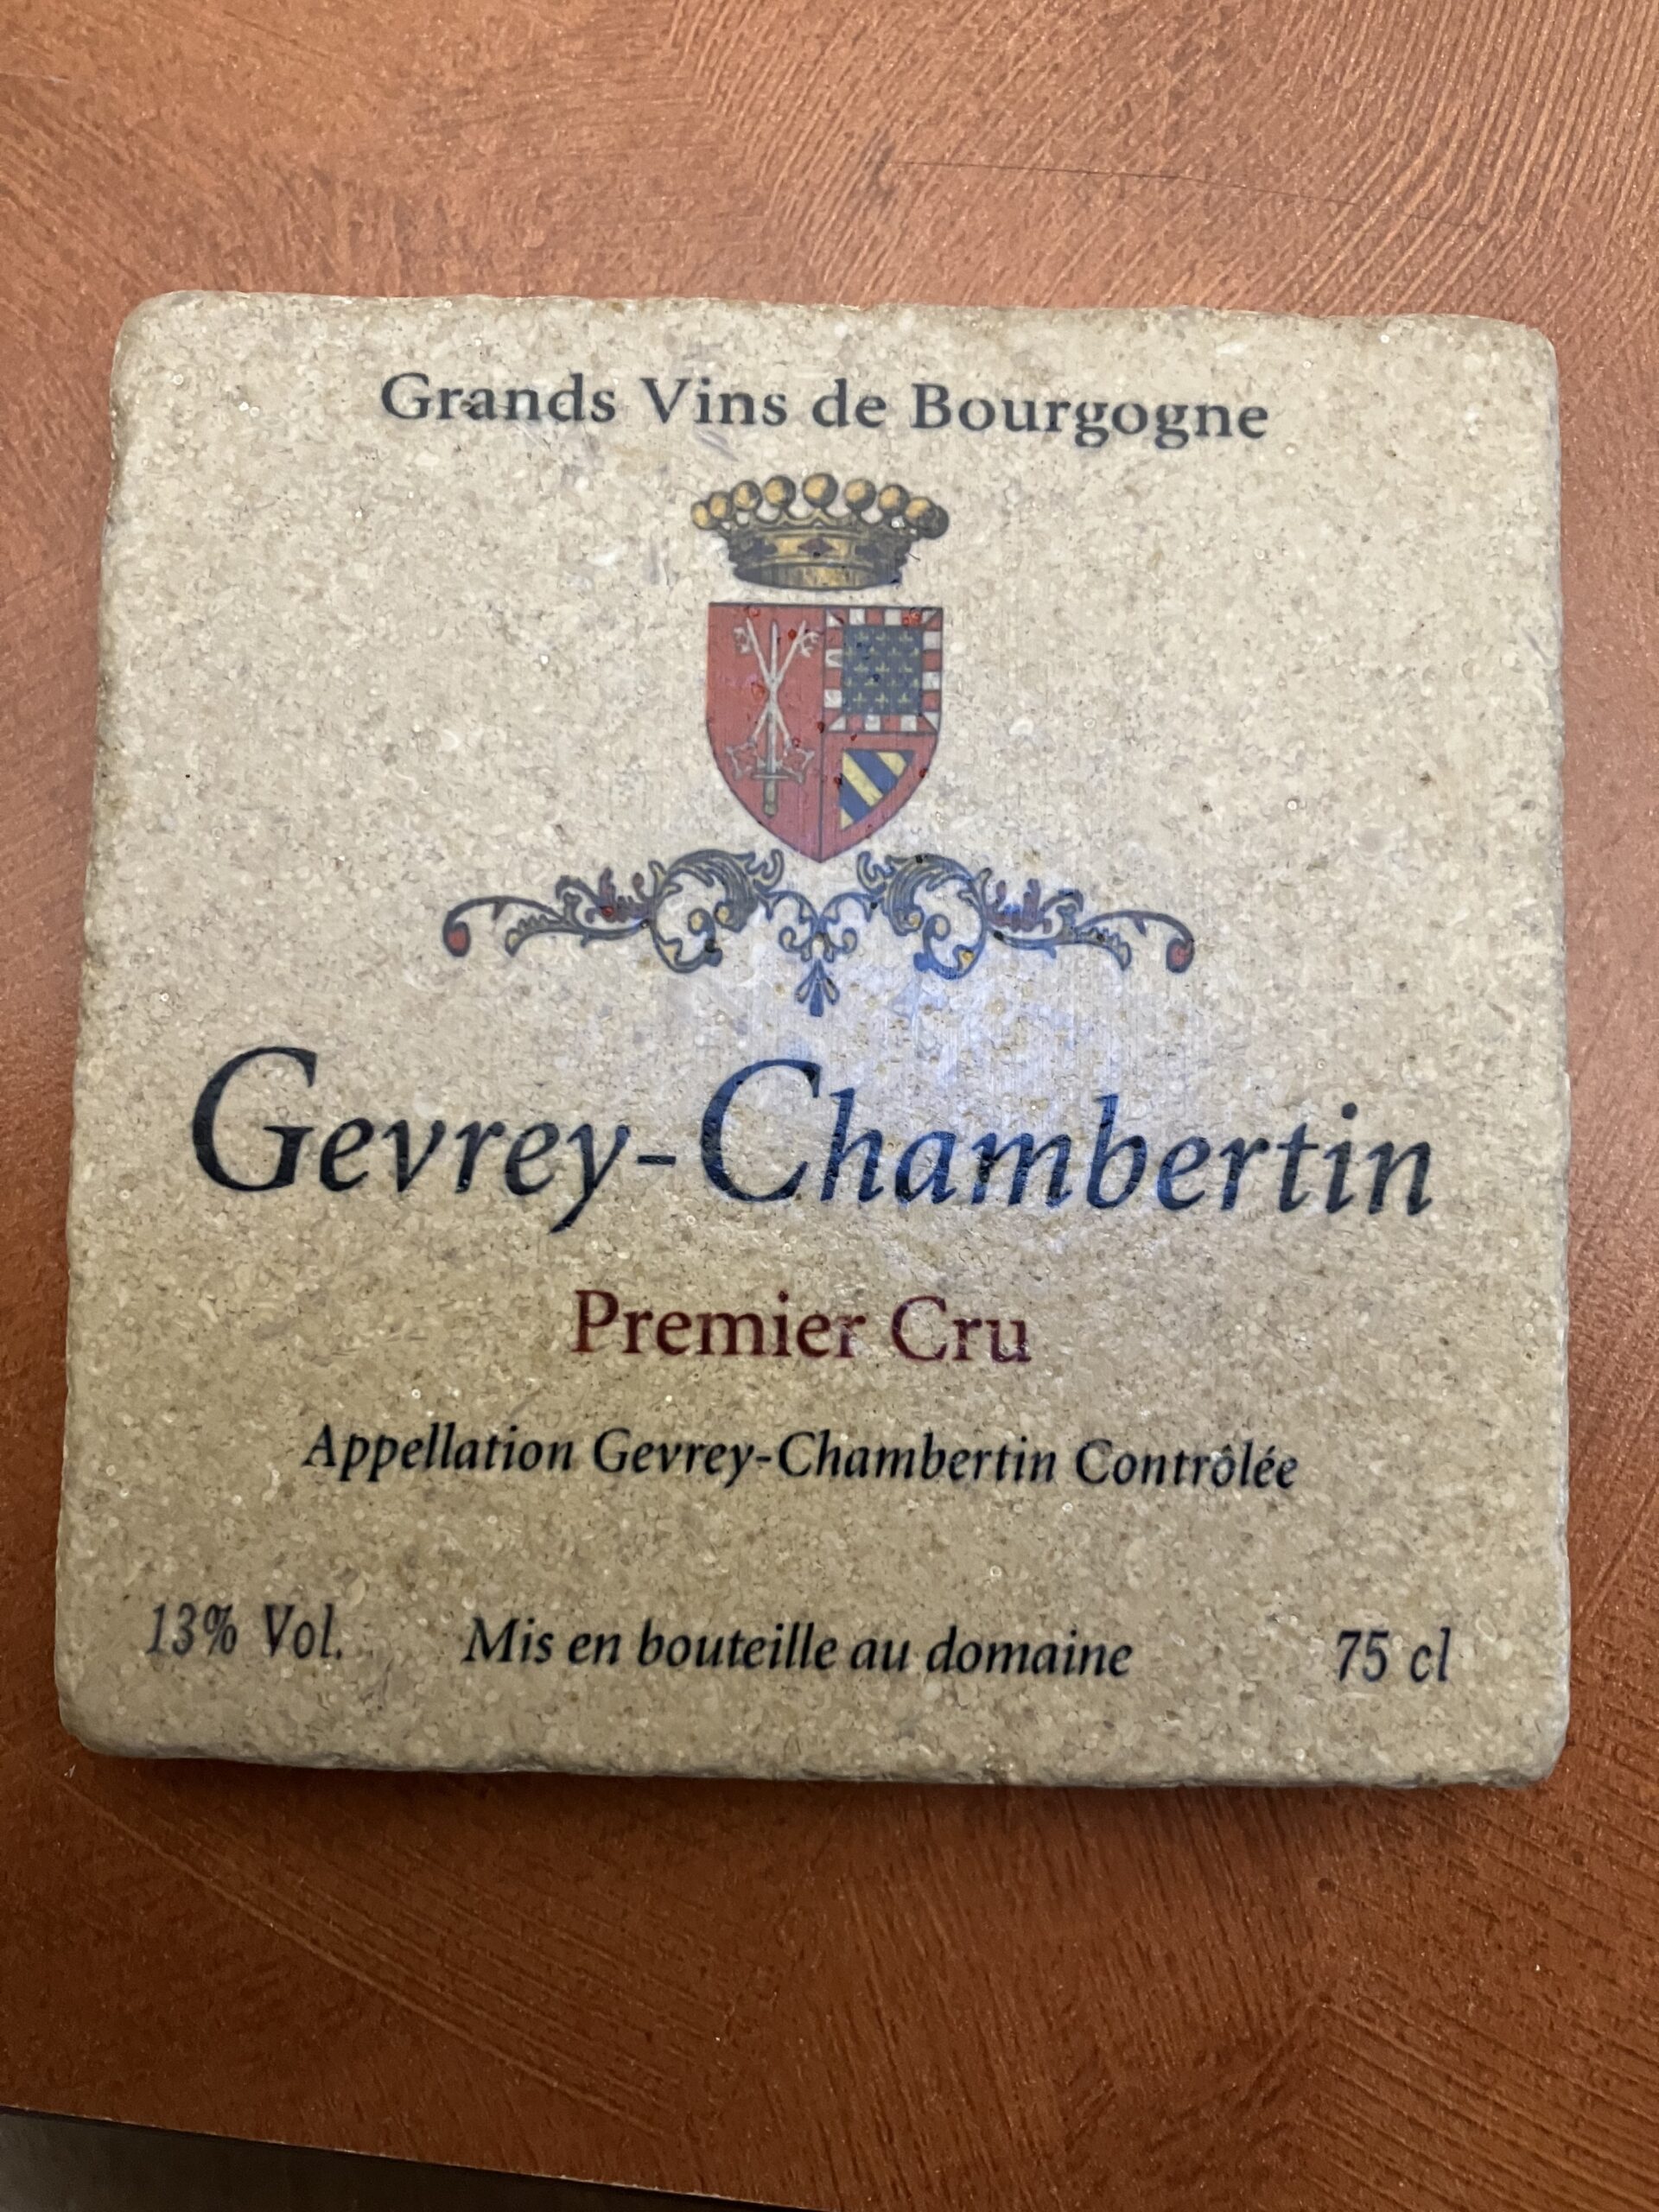 Grands Vins de Bourgogne
Gevrey-Chambertin
Premier Cru
Appellation Gevrey-Chambertin Contrôlée
13% Vol. Mis en bouteille au domaine 75 cl